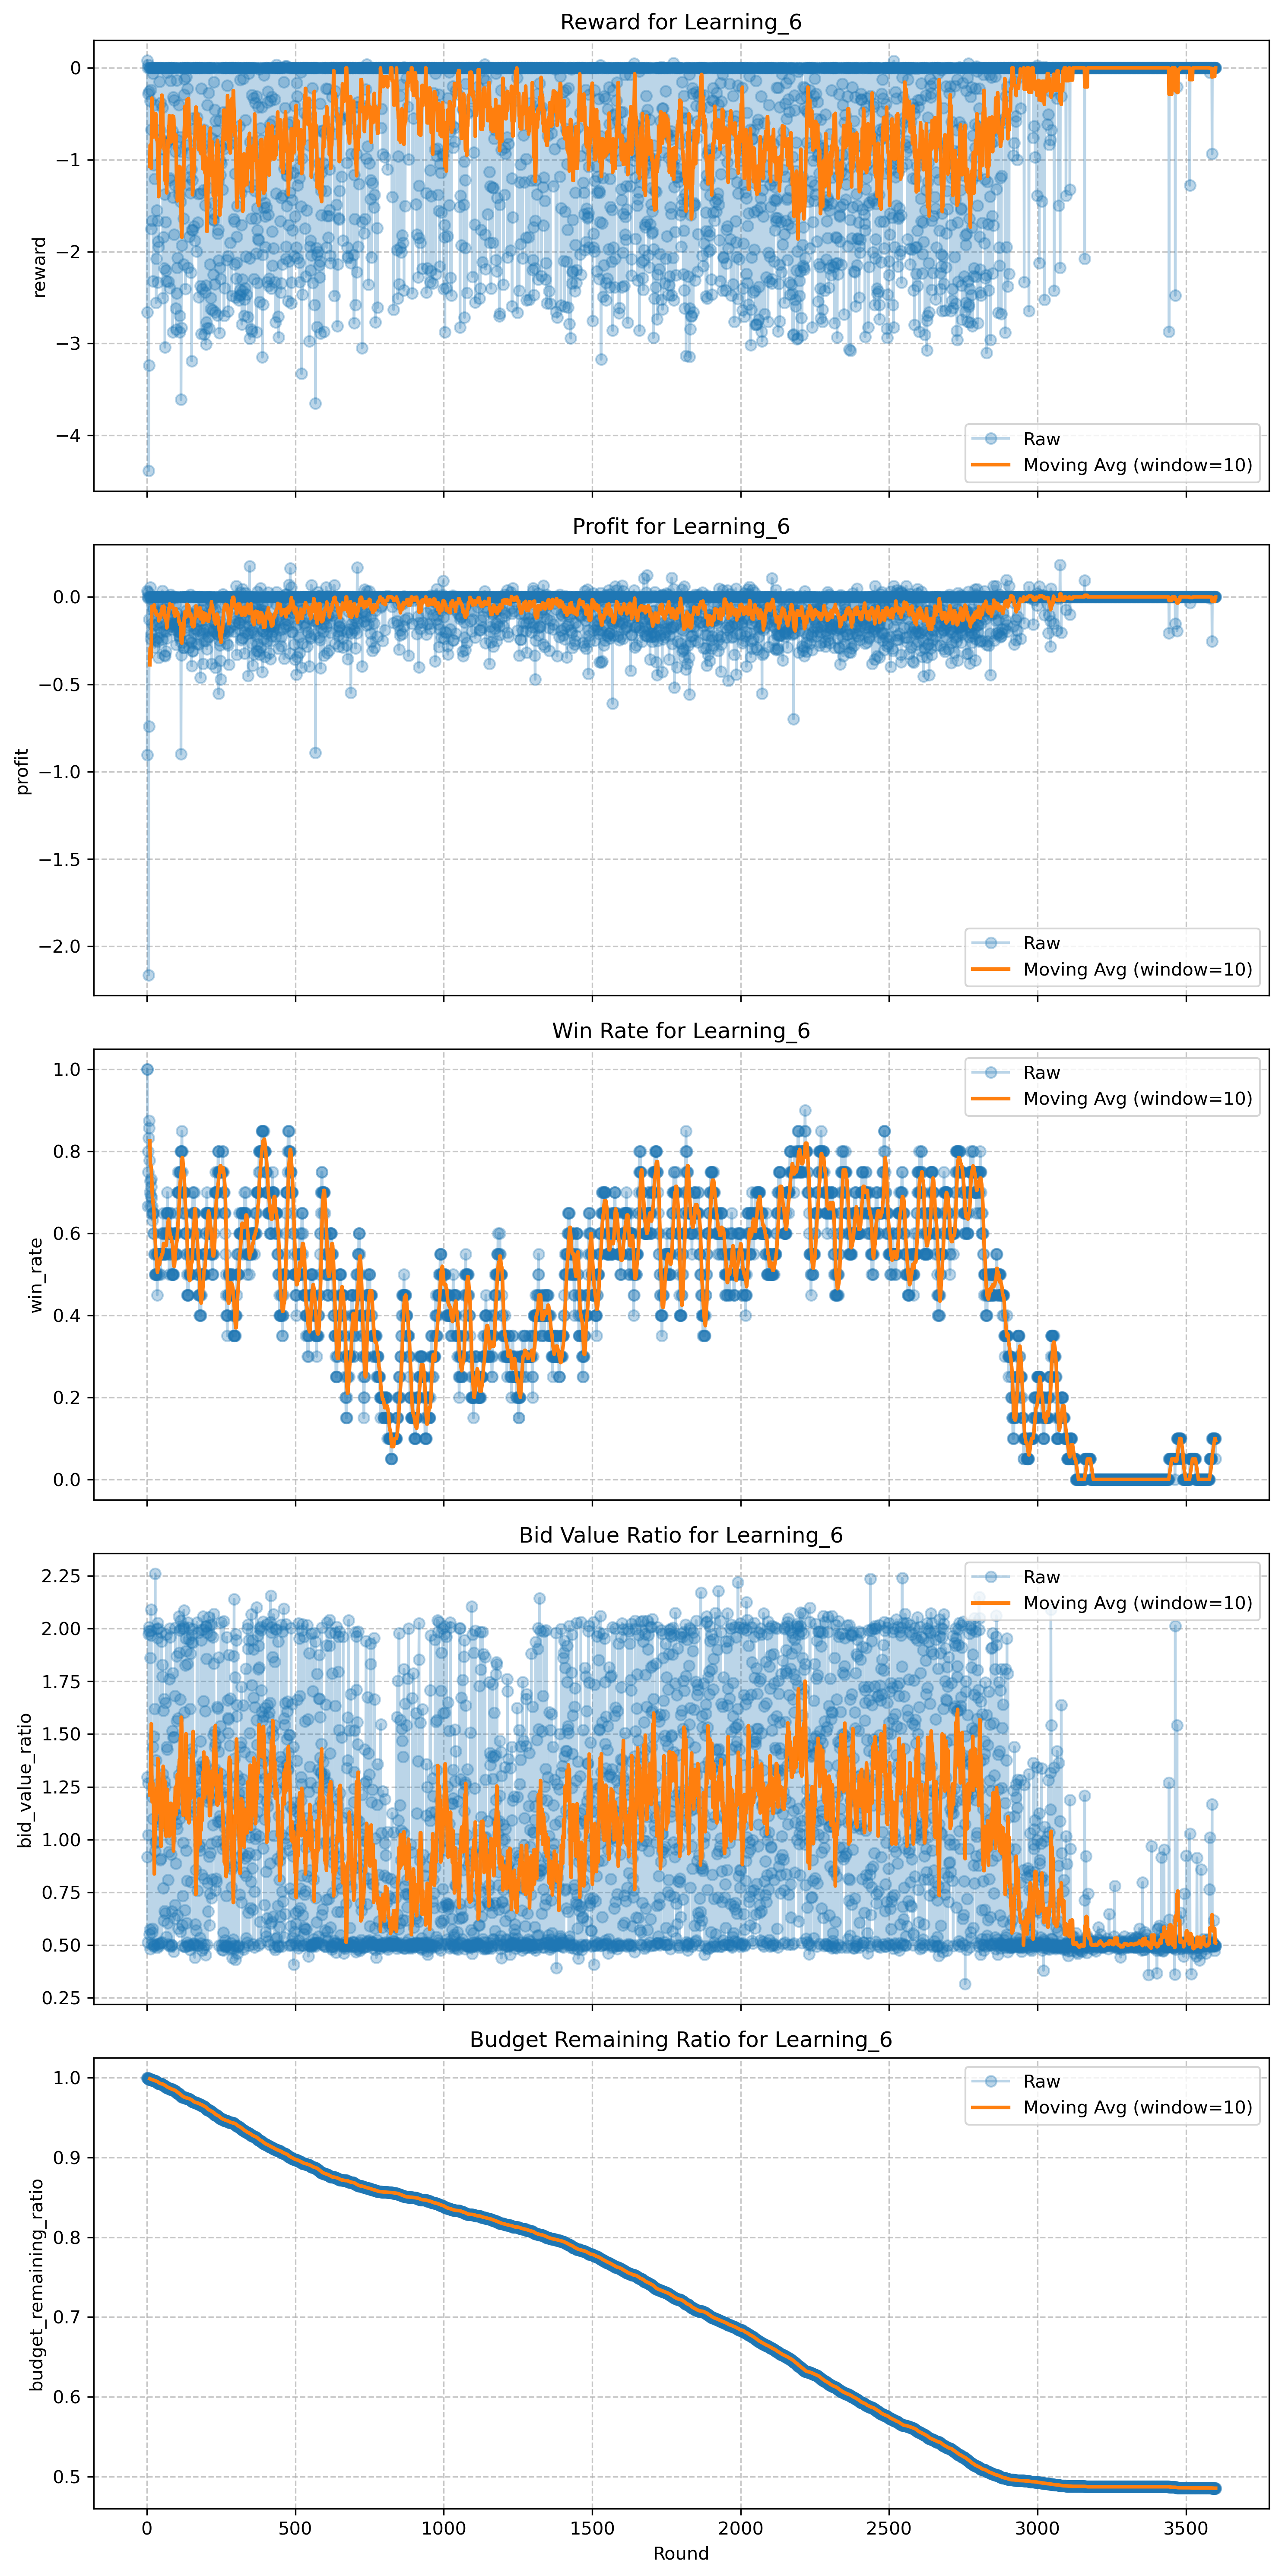 Reward for Learning_6
0
−1
−2
−3
−4
reward
Raw
Moving Avg (window=10)
Profit for Learning_6
0.0
−0.5
−1.0
−1.5
−2.0
profit
Raw
Moving Avg (window=10)
Win Rate for Learning_6
1.0
0.8
0.6
0.4
0.2
0.0
win_rate
Raw
Moving Avg (window=10)
Bid Value Ratio for Learning_6
2.25
2.00
1.75
1.50
1.25
1.00
0.75
0.50
0.25
bid_value_ratio
Raw
Moving Avg (window=10)
Budget Remaining Ratio for Learning_6
1.0
0.9
0.8
0.7
0.6
0.5
budget_remaining_ratio
Raw
Moving Avg (window=10)
0 500 1000 1500 2000 2500 3000 3500
Round